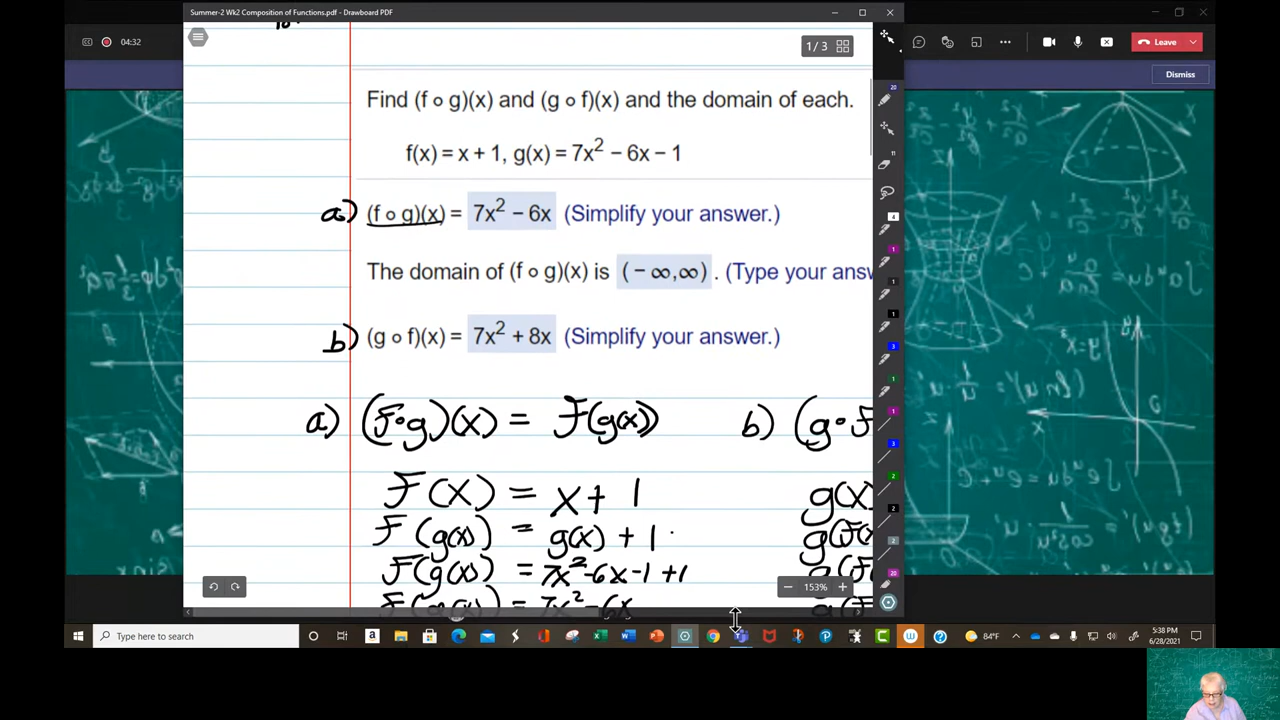 Summer-2 Wk2 Composition of Functions.pdf - Drawboard PDF
04:32
Leave
1 / 3
Dismiss
Find (f ∘ g)(x) and (g ∘ f)(x) and the domain of each.
f(x) = x + 1, g(x) = 7x² − 6x − 1
a) (f ∘ g)(x) = 7x² − 6x (Simplify your answer.)
The domain of (f ∘ g)(x) is (−∞,∞). (Type your answ
b) (g ∘ f)(x) = 7x² + 8x (Simplify your answer.)
a) (F∘g)(x) = F(g(x)) b) (g∘F
F(x) = x + 1 g(x)
F(g(x)) = g(x) + 1 g(F(x
F(g(x)) = 7x²-6x-1+1
F(g(x)) = 7x²-6x
153%
Type here to search
84°F
5:38 PM
6/28/2021